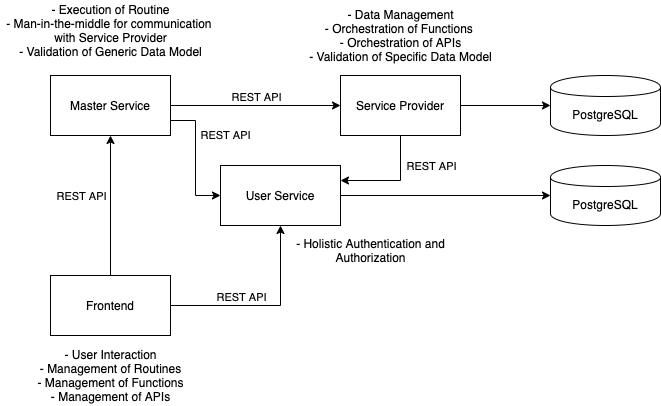 - Execution of Routine
- Man-in-the-middle for communication
with Service Provider
- Validation of Generic Data Model
- Data Management
- Orchestration of Functions
- Orchestration of APIs
- Validation of Specific Data Model
Master Service
REST API
Service Provider
PostgreSQL
REST API
REST API
REST API
User Service
PostgreSQL
- Holistic Authentication and
Authorization
Frontend
REST API
- User Interaction
- Management of Routines
- Management of Functions
- Management of APIs